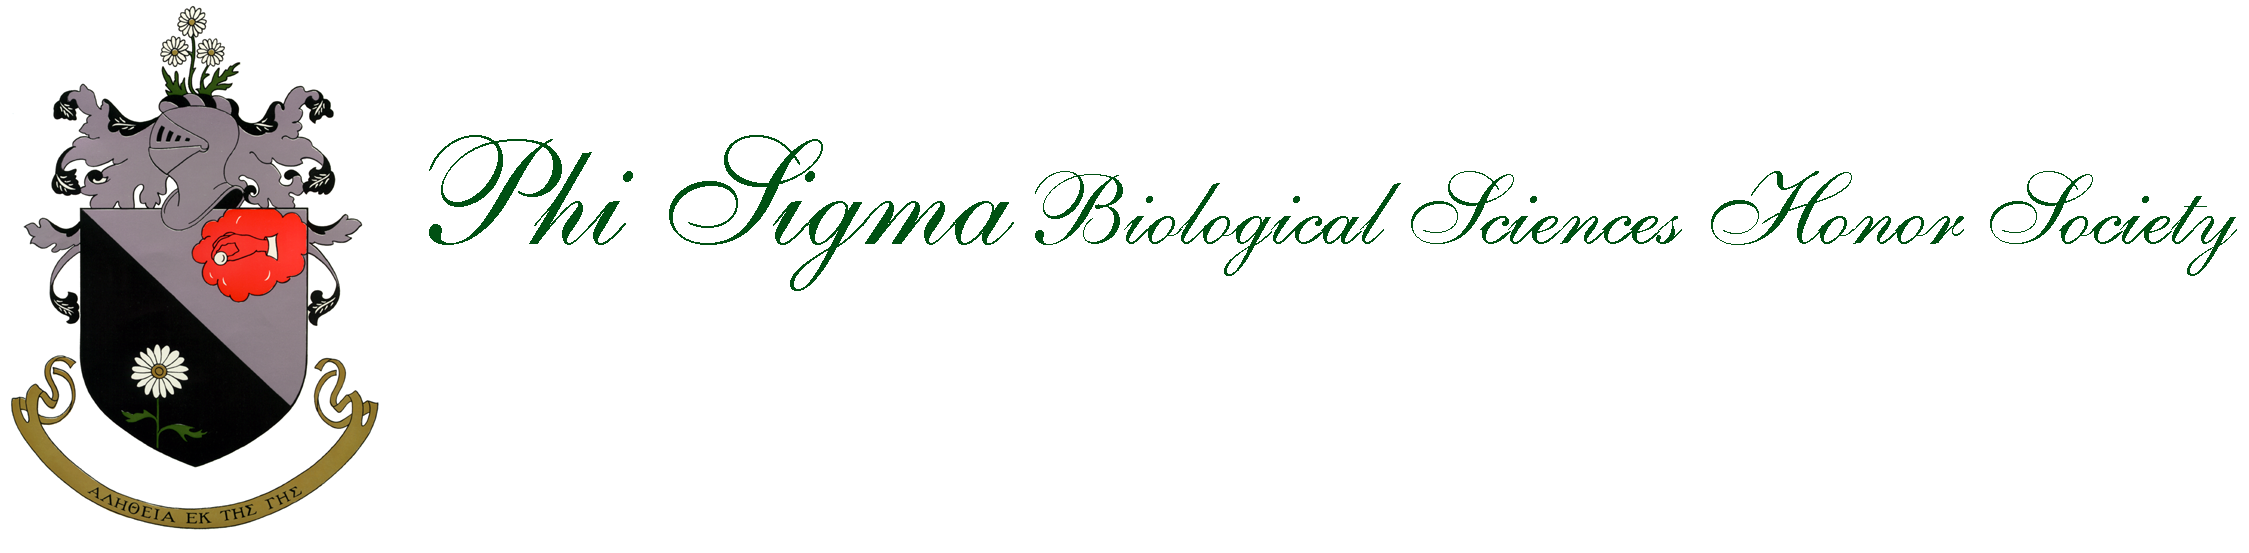 Phi Sigma Biological Sciences Honor Society
ΑΛΗΘΕΙΑ ΕΚ ΤΗΣ ΓΗΣ